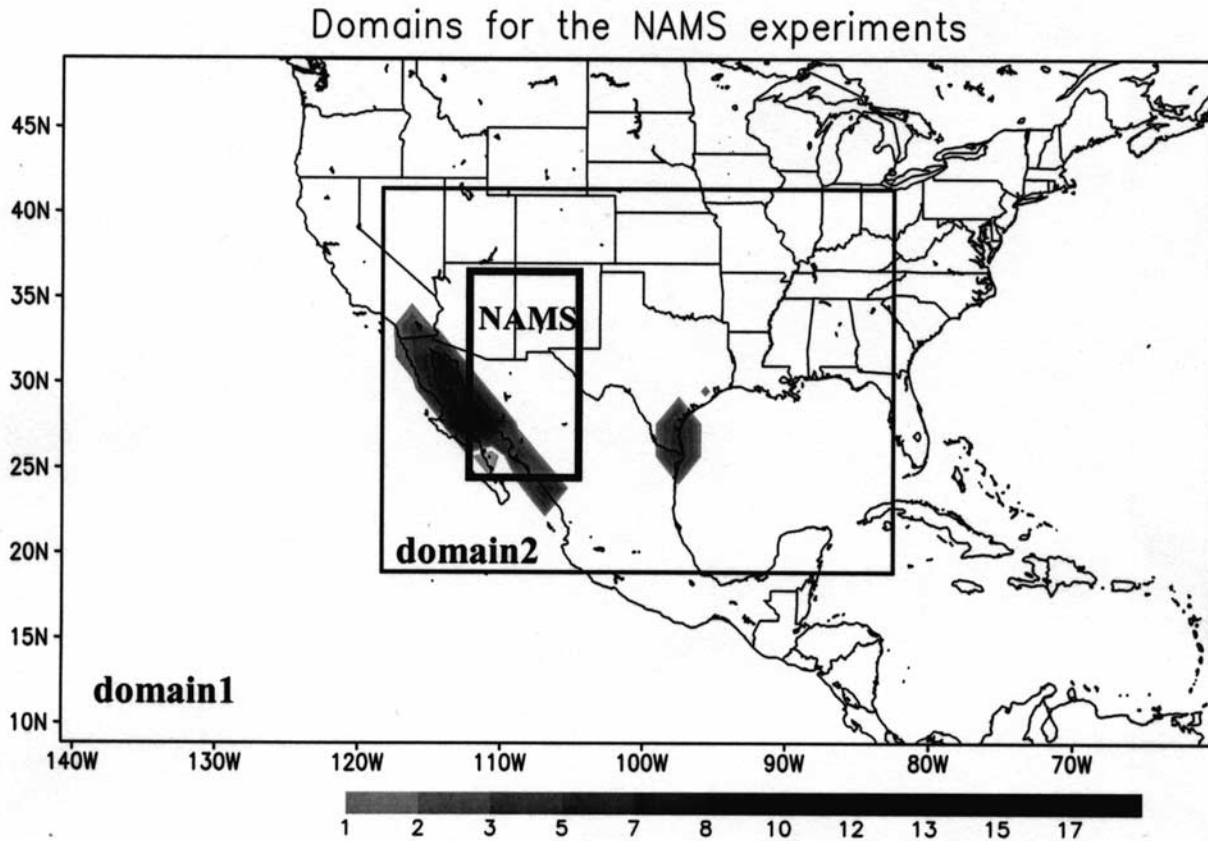 Domains for the NAMS experiments
45N
40N
35N
30N
25N
20N
15N
10N
NAMS
domain2
domain1
140W 130W 120W 110W 100W 90W 80W 70W
1 2 3 5 7 8 10 12 13 15 17